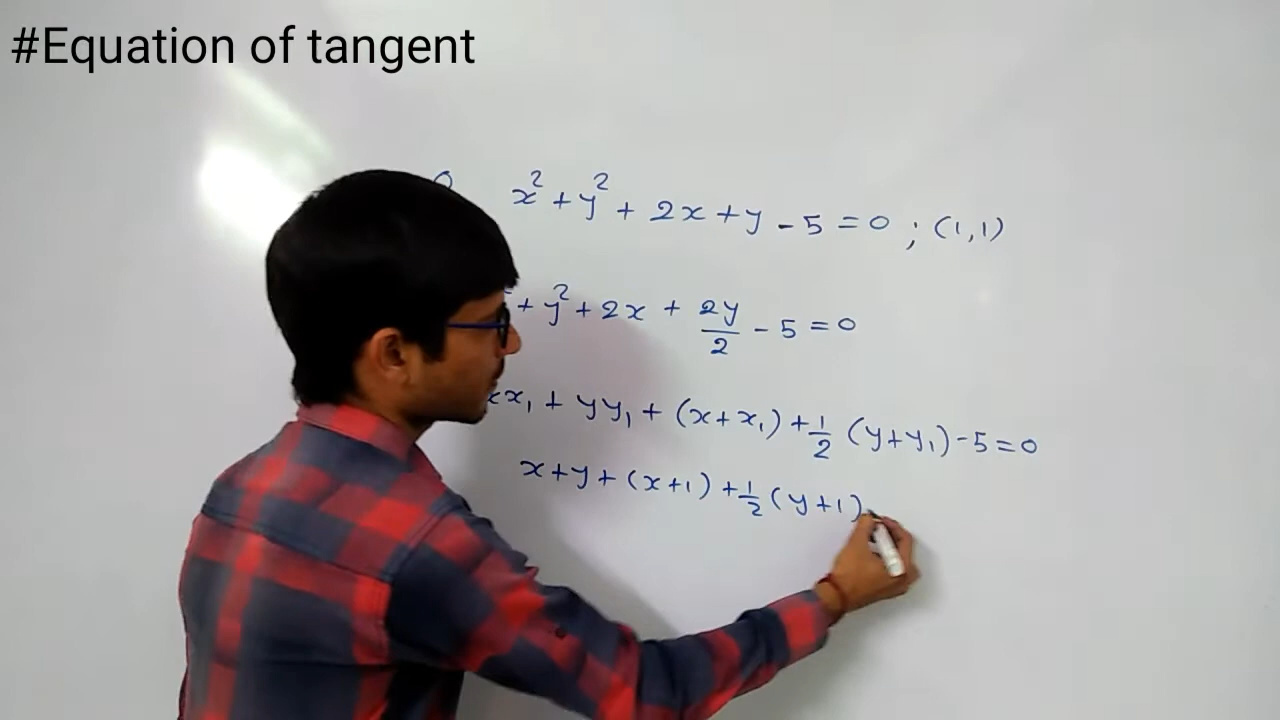 #Equation of tangent
x² + y² + 2x + y - 5 = 0 ; (1,1)
+ y² + 2x + 2y/2 - 5 = 0
xx₁ + yy₁ + (x+x₁) + 1/2 (y+y₁) - 5 = 0
x+y+(x+1) + 1/2 (y+1)